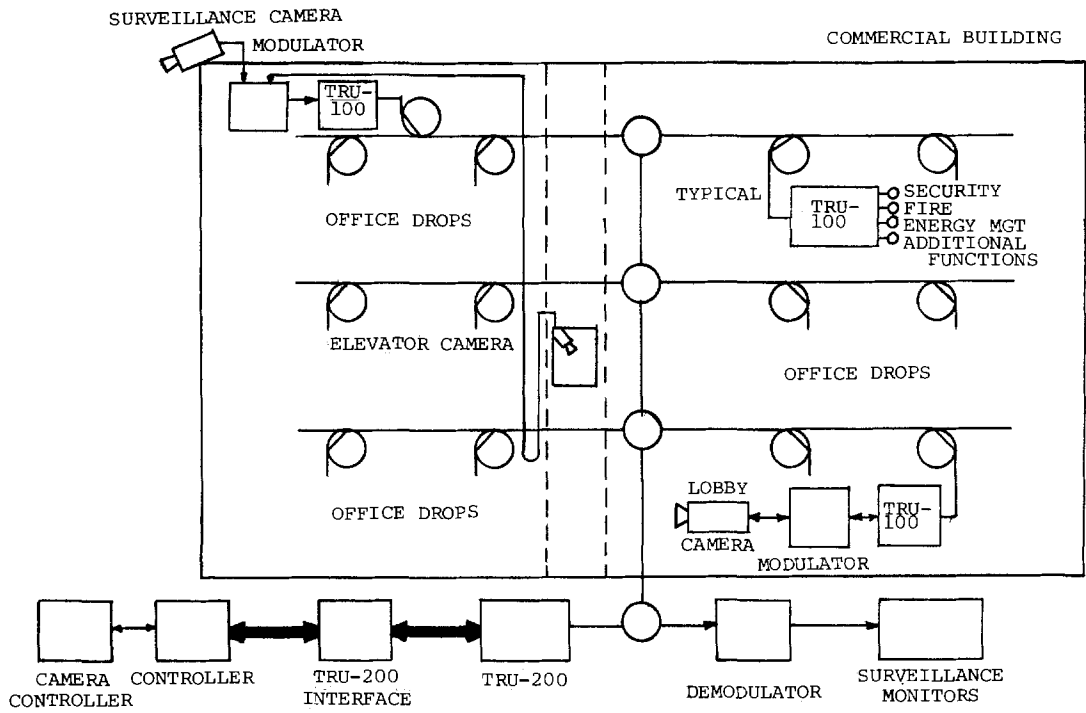 SURVEILLANCE CAMERA
MODULATOR
COMMERCIAL BUILDING
TRU-
100
TYPICAL
TRU-
100
SECURITY
FIRE
ENERGY MGT
ADDITIONAL
FUNCTIONS
OFFICE DROPS
ELEVATOR CAMERA
OFFICE DROPS
OFFICE DROPS
LOBBY
CAMERA
MODULATOR
TRU-
100
CAMERA
CONTROLLER
CONTROLLER
TRU-200
INTERFACE
TRU-200
DEMODULATOR
SURVEILLANCE
MONITORS